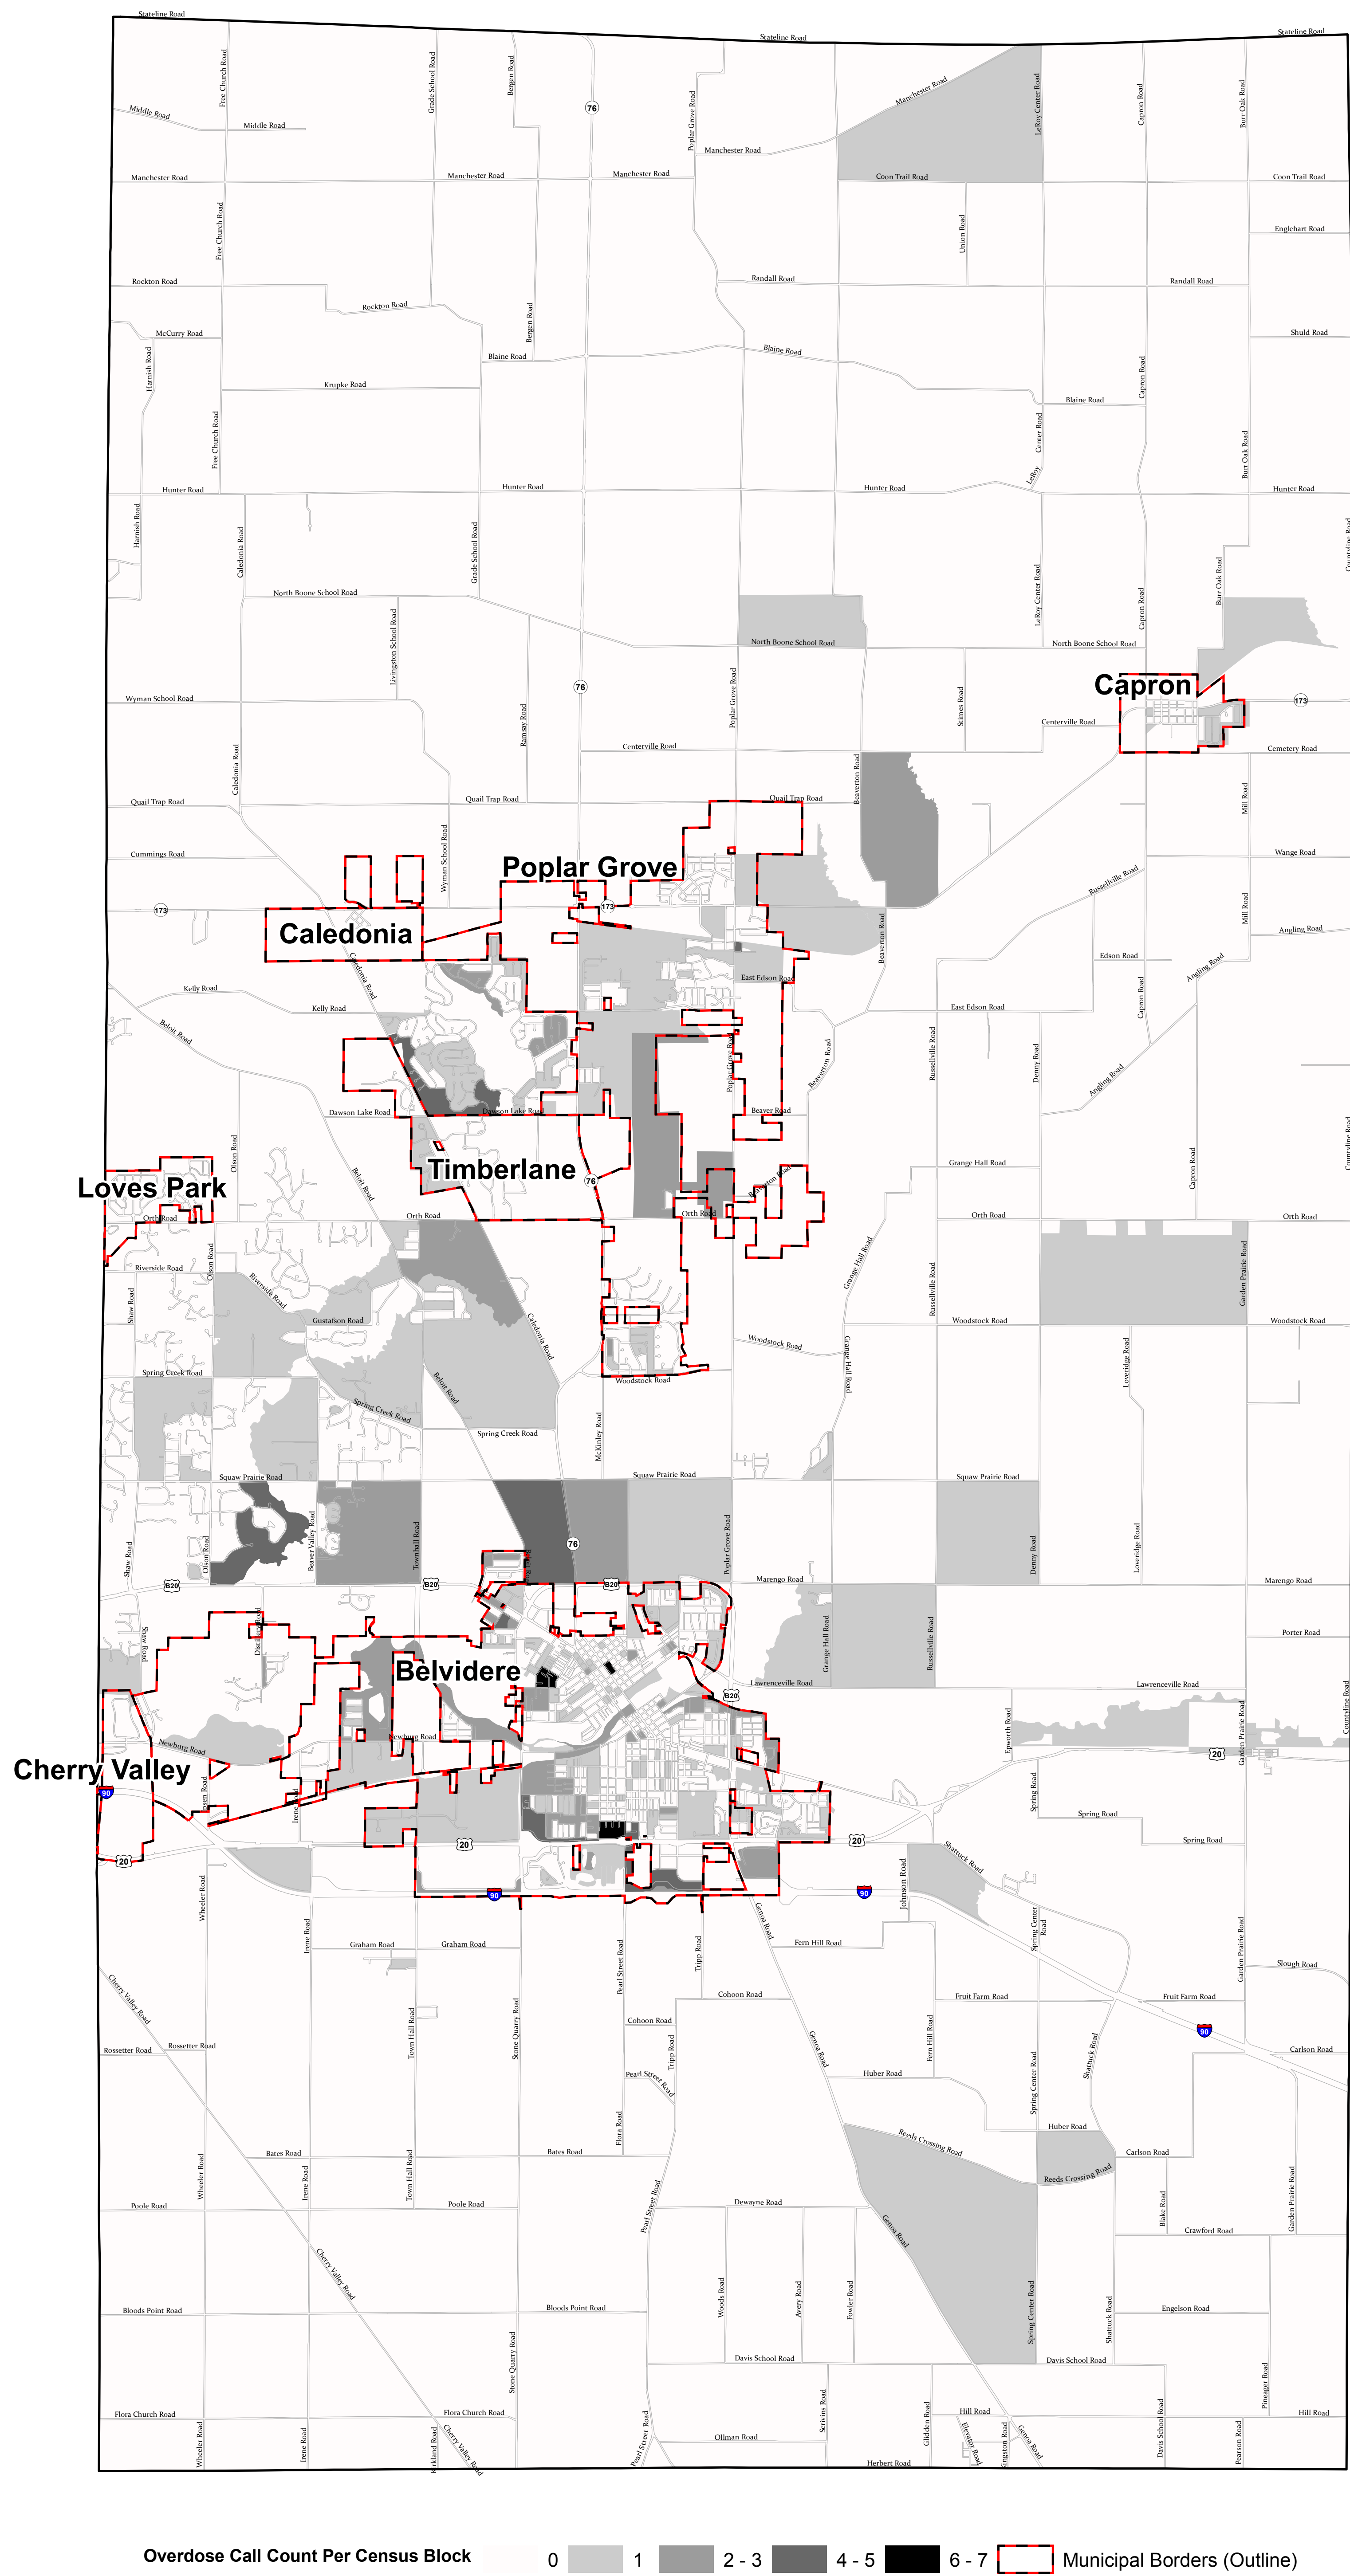 Stateline Road
Stateline Road
Stateline Road
Free Church Road
Grade School Road
Bergen Road
76
Poplar Grove Road
Manchester Road
LeRoy Center Road
Capron Road
Burr Oak Road
Middle Road
Middle Road
Manchester Road
Manchester Road
Manchester Road
Manchester Road
Coon Trail Road
Coon Trail Road
Free Church Road
Union Road
Englehart Road
Rockton Road
Rockton Road
Randall Road
Randall Road
Bergen Road
McCurry Road
Harnish Road
Blaine Road
Blaine Road
Shuld Road
Krupke Road
Capron Road
Blaine Road
Free Church Road
Center Road
LeRoy
Burr Oak Road
Hunter Road
Hunter Road
Hunter Road
Hunter Road
Harnish Road
Caledonia Road
Grade School Road
Countyline Road
North Boone School Road
Livingston School Road
LeRoy Center Road
Capron Road
Burr Oak Road
North Boone School Road
North Boone School Road
76
Capron
Wyman School Road
Ramsay Road
Poplar Grove Road
Stimes Road
173
Centerville Road
Centerville Road
Cemetery Road
Caledonia Road
Beaverton Road
Quail Trap Road
Quail Trap Road
Quail Trap Road
Mill Road
Cummings Road
Wyman School Road
Poplar Grove
Wange Road
Russellville Road
173
173
Caledonia
Mill Road
Beaverton Road
Angling Road
Caledonia Road
Edson Road
Angling Road
East Edson Road
Kelly Road
Kelly Road
East Edson Road
Capron Road
Beloit Road
Poplar Grove Road
Beaverton Road
Russellville Road
Denny Road
Angling Road
Dawson Lake Road
Dawson Lake Road
Beaver Road
Countyline Road
Olson Road
Timberlane
76
Beloit Road
Beaverton Road
Grange Hall Road
Capron Road
Loves Park
Orth Road
Orth Road
Orth Road
Orth Road
Orth Road
Olson Road
Riverside Road
Riverside Road
Shaw Road
Gustafson Road
Caledonia Road
Grange Hall Road
Russellville Road
Garden Prairie Road
Woodstock Road
Woodstock Road
Woodstock Road
Grange Hall Road
Loveridge Road
Spring Creek Road
Beloit Road
Woodstock Road
Spring Creek Road
Spring Creek Road
McKinley Road
Squaw Prairie Road
Squaw Prairie Road
Squaw Prairie Road
Shaw Road
Olson Road
Beaver Valley Road
Townhall Road
76
Poplar Grove Road
Denny Road
Loveridge Road
B20
B20
B20
Marengo Road
Marengo Road
Shaw Road
Distillery Road
Grange Hall Road
Russellville Road
Porter Road
Belvidere
Lawrenceville Road
Lawrenceville Road
B20
Countyline Road
Epworth Road
Garden Prairie Road
Newburg Road
Newburg Road
20
Cherry Valley
90
Irene Road
Spring Road
Spring Road
Spring Road
20
20
20
Shattuck Road
Wheeler Road
90
90
Johnson Road
Irene Road
Graham Road
Graham Road
Pearl Street Road
Tripp Road
Genoa Road
Fern Hill Road
Spring Center
Road
Garden Prairie Road
Slough Road
Cherry Valley Road
Town Hall Road
Stone Quarry Road
Cohoon Road
Cohoon Road
Fruit Farm Road
Fruit Farm Road
90
Rossetter Road
Rossetter Road
Tripp Road
Genoa Road
Fern Hill Road
Shattuck Road
Carlson Road
Pearl Street Road
Huber Road
Spring Center Road
Flora Road
Reeds Crossing Road
Huber Road
Bates Road
Bates Road
Carlson Road
Wheeler Road
Irene Road
Town Hall Road
Reeds Crossing Road
Poole Road
Poole Road
Pearl Street Road
Dewayne Road
Blake Road
Garden Prairie Road
Genoa Road
Crawford Road
Cherry Valley Road
Woods Road
Avery Road
Fowler Road
Spring Center Road
Shattuck Road
Bloods Point Road
Bloods Point Road
Engelson Road
Stone Quarry Road
Davis School Road
Davis School Road
Pineager Road
Flora Church Road
Flora Church Road
Scrivins Road
Glidden Road
Hill Road
Hill Road
Wheeler Road
Irene Road
Kirkland Road
Cherry Valley Road
Pearl Street Road
Ollman Road
Elevator Road
Genoa Road
Davis School Road
Pearson Road
Herbert Road
Overdose Call Count Per Census Block 0 1 2 - 3 4 - 5 6 - 7 Municipal Borders (Outline)